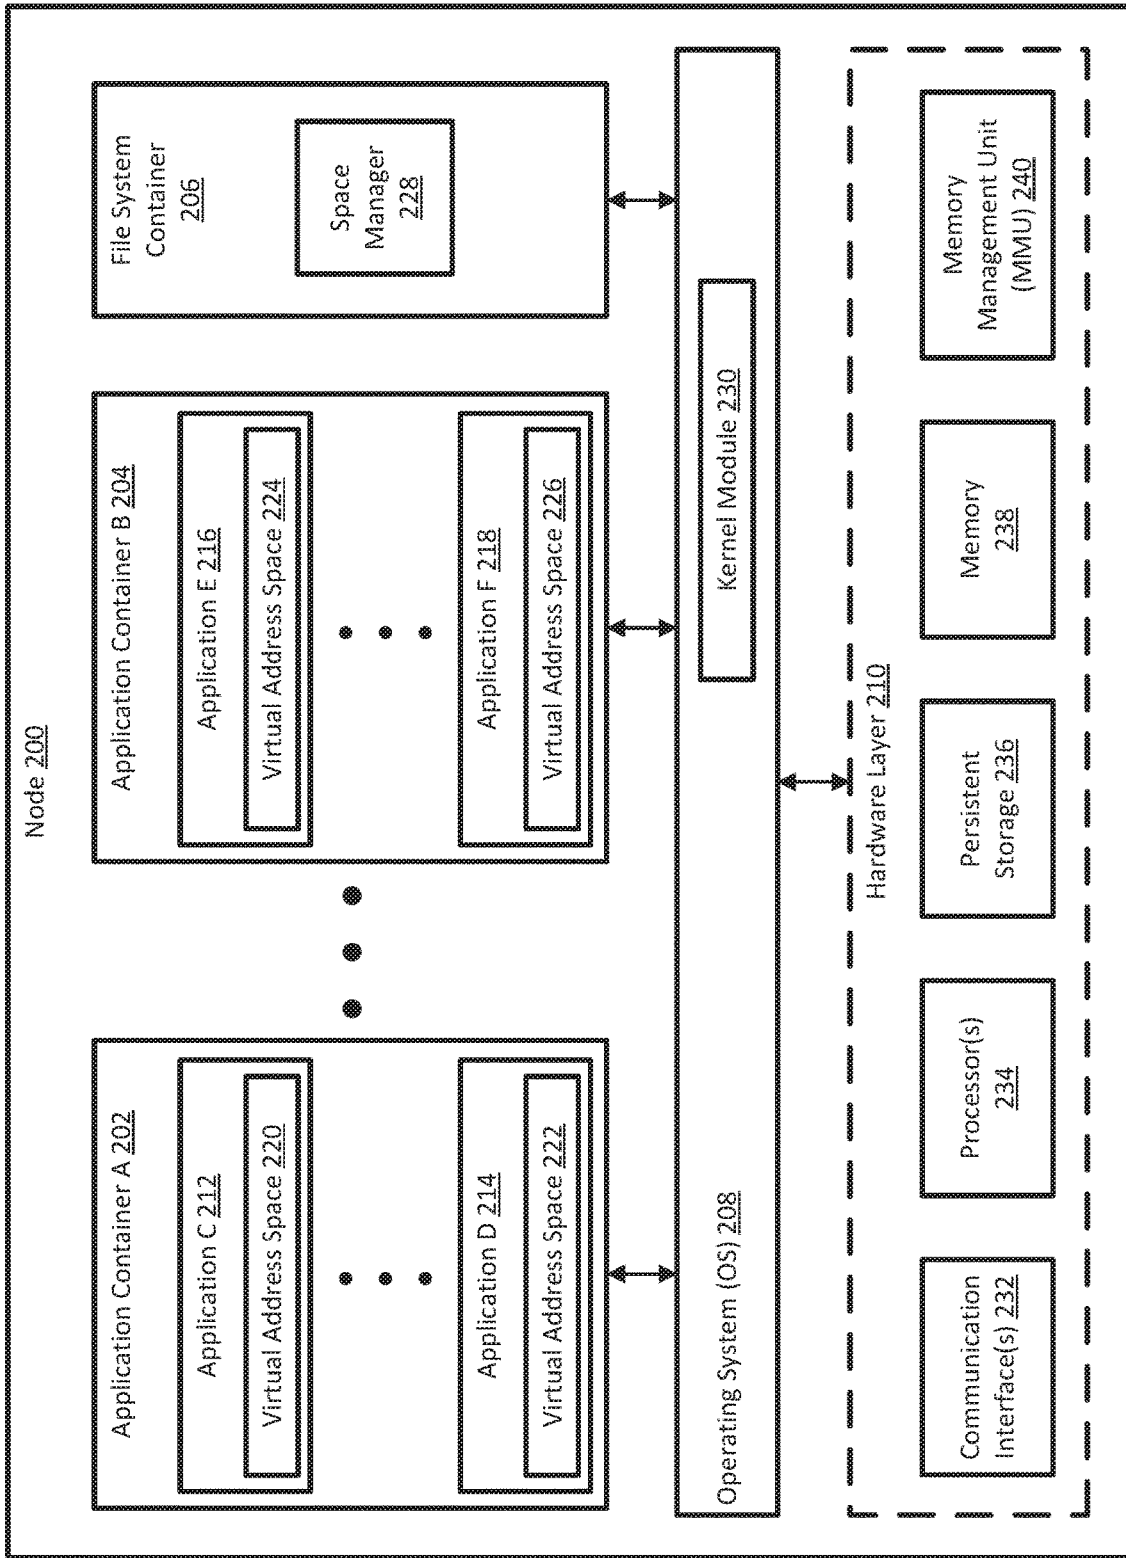 Node 200
Application Container A 202
Application C 212
Virtual Address Space 220
Application D 214
Virtual Address Space 222
Application Container B 204
Application E 216
Virtual Address Space 224
Application F 218
Virtual Address Space 226
File System
Container
206
Space
Manager
228
Operating System (OS) 208
Kernel Module 230
Hardware Layer 210
Communication
Interface(s) 232
Processor(s)
234
Persistent
Storage 236
Memory
238
Memory
Management Unit
(MMU) 240